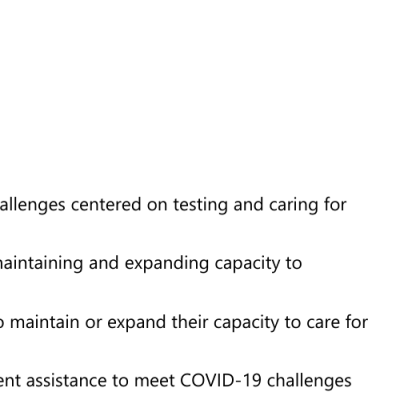 allenges centered on testing and caring for
aintaining and expanding capacity to
maintain or expand their capacity to care for
ent assistance to meet COVID-19 challenges